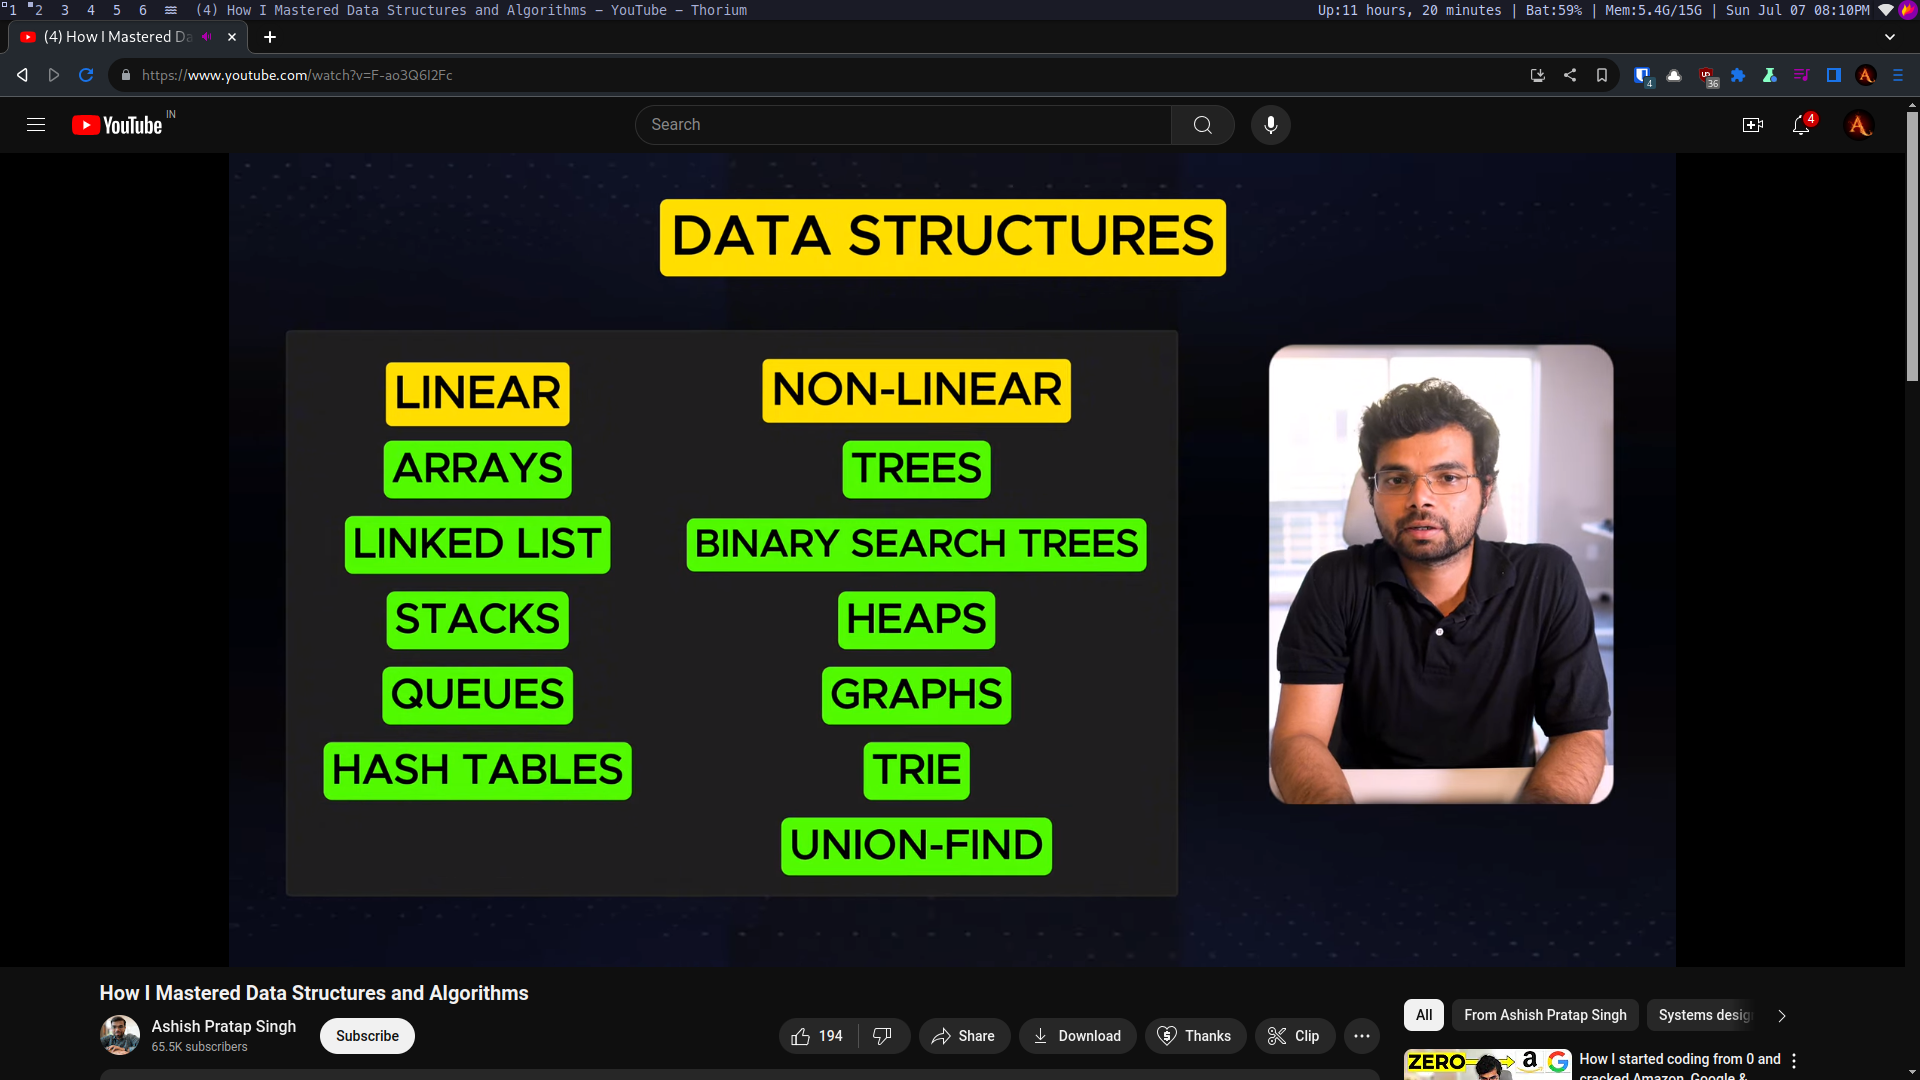 1 2 3 4 5 6 (4) How I Mastered Data Structures and Algorithms – YouTube – Thorium Up:11 hours, 20 minutes | Bat:59% | Mem:5.4G/15G | Sun Jul 07 08:10PM
(4) How I Mastered Da
https://www.youtube.com/watch?v=F-ao3Q6I2Fc 4 36 A
YouTube IN Search 4 A
DATA STRUCTURES
LINEAR
ARRAYS
LINKED LIST
STACKS
QUEUES
HASH TABLES
NON-LINEAR
TREES
BINARY SEARCH TREES
HEAPS
GRAPHS
TRIE
UNION-FIND
How I Mastered Data Structures and Algorithms
Ashish Pratap Singh
65.5K subscribers
Subscribe
194 Share Download Thanks Clip
All From Ashish Pratap Singh Systems desig
ZERO a G
How I started coding from 0 and
cracked Amazon, Google &